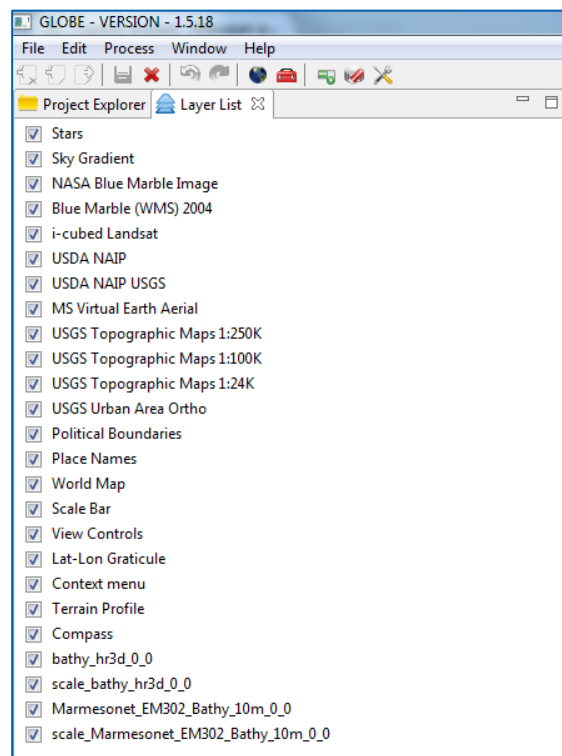 GLOBE - VERSION - 1.5.18
File Edit Process Window Help
Project Explorer Layer List
Stars
Sky Gradient
NASA Blue Marble Image
Blue Marble (WMS) 2004
i-cubed Landsat
USDA NAIP
USDA NAIP USGS
MS Virtual Earth Aerial
USGS Topographic Maps 1:250K
USGS Topographic Maps 1:100K
USGS Topographic Maps 1:24K
USGS Urban Area Ortho
Political Boundaries
Place Names
World Map
Scale Bar
View Controls
Lat-Lon Graticule
Context menu
Terrain Profile
Compass
bathy_hr3d_0_0
scale_bathy_hr3d_0_0
Marmesonet_EM302_Bathy_10m_0_0
scale_Marmesonet_EM302_Bathy_10m_0_0